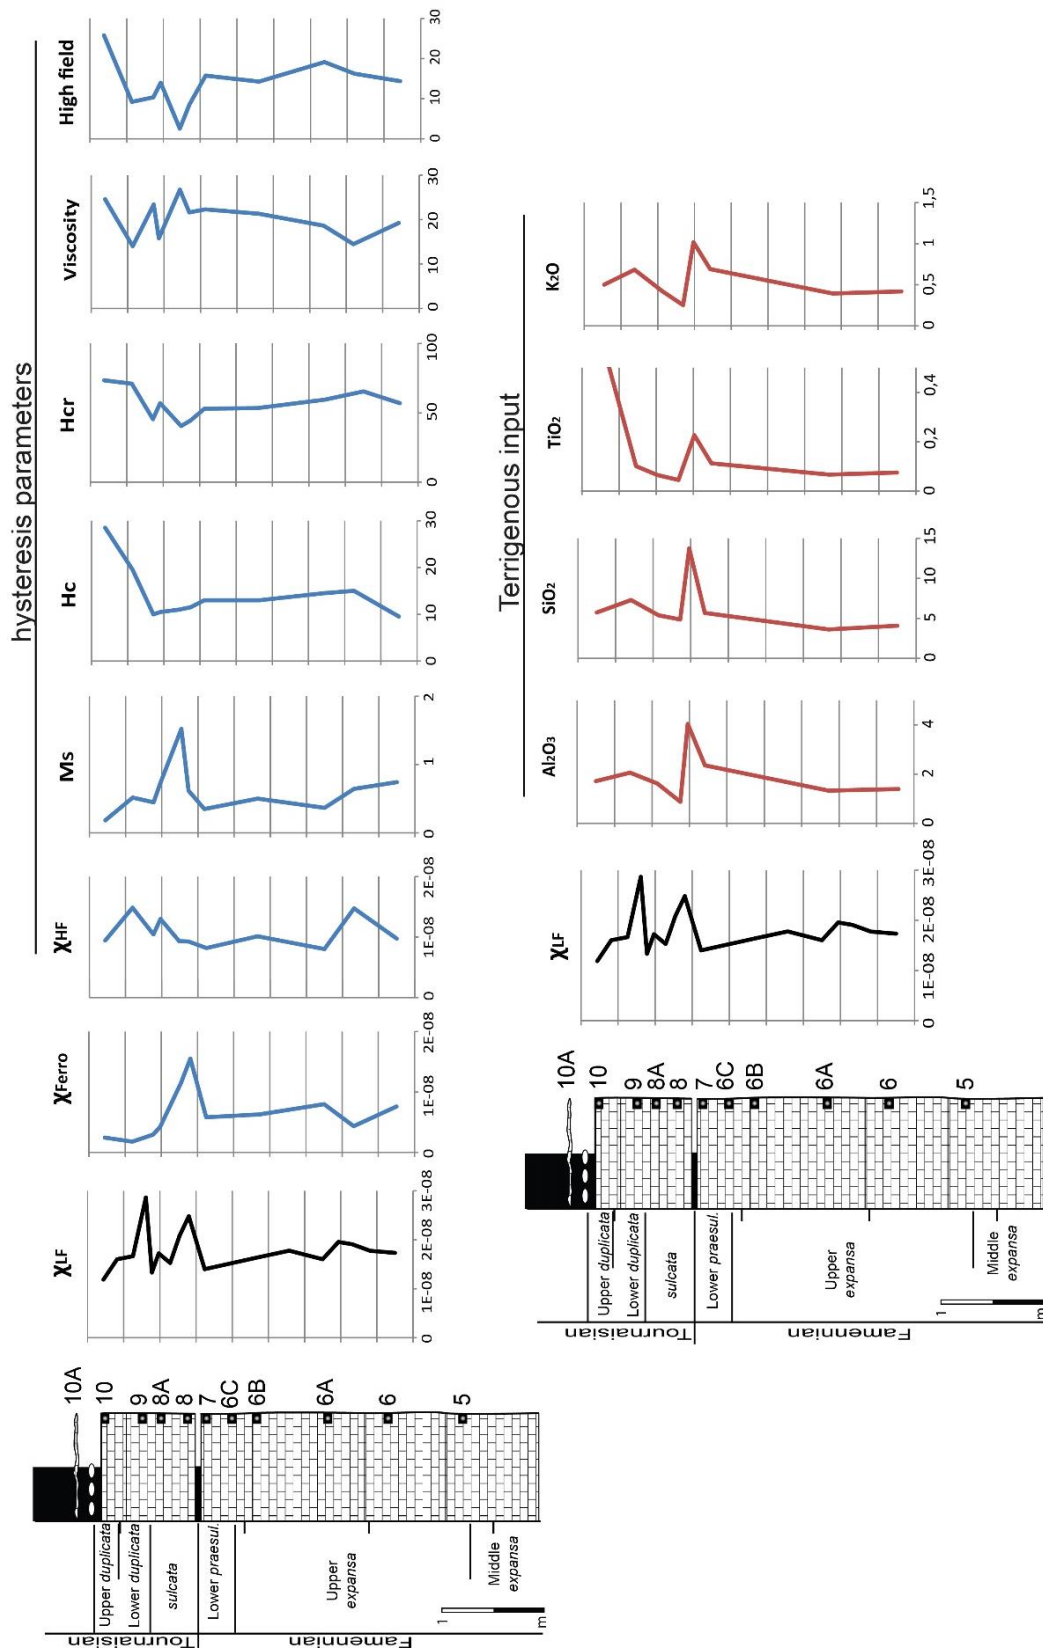 hysteresis parameters
χLF
χFerro
χHF
Ms
Hc
Hcr
Viscosity
High field
0 1E-08 2E-08 3E-08
0 1E-08 2E-08
0 1E-08 2E-08
0 1 2
0 10 20 30
0 50 100
0 10 20 30
0 10 20 30
10A
10
9
8A
8
7
6C
6B
6A
6
5
Upper duplicata
Lower duplicata
sulcata
Lower praesul.
Upper
expansa
Middle
expansa
Tournaisian
Famennian
1
m
Terrigenous input
χLF
Al2O3
SiO2
TiO2
K2O
0 1E-08 2E-08 3E-08
0 2 4
0 5 10 15
0 0,2 0,4
0 0,5 1 1,5
10A
10
9
8A
8
7
6C
6B
6A
6
5
Upper duplicata
Lower duplicata
sulcata
Lower praesul.
Upper
expansa
Middle
expansa
Tournaisian
Famennian
1
m